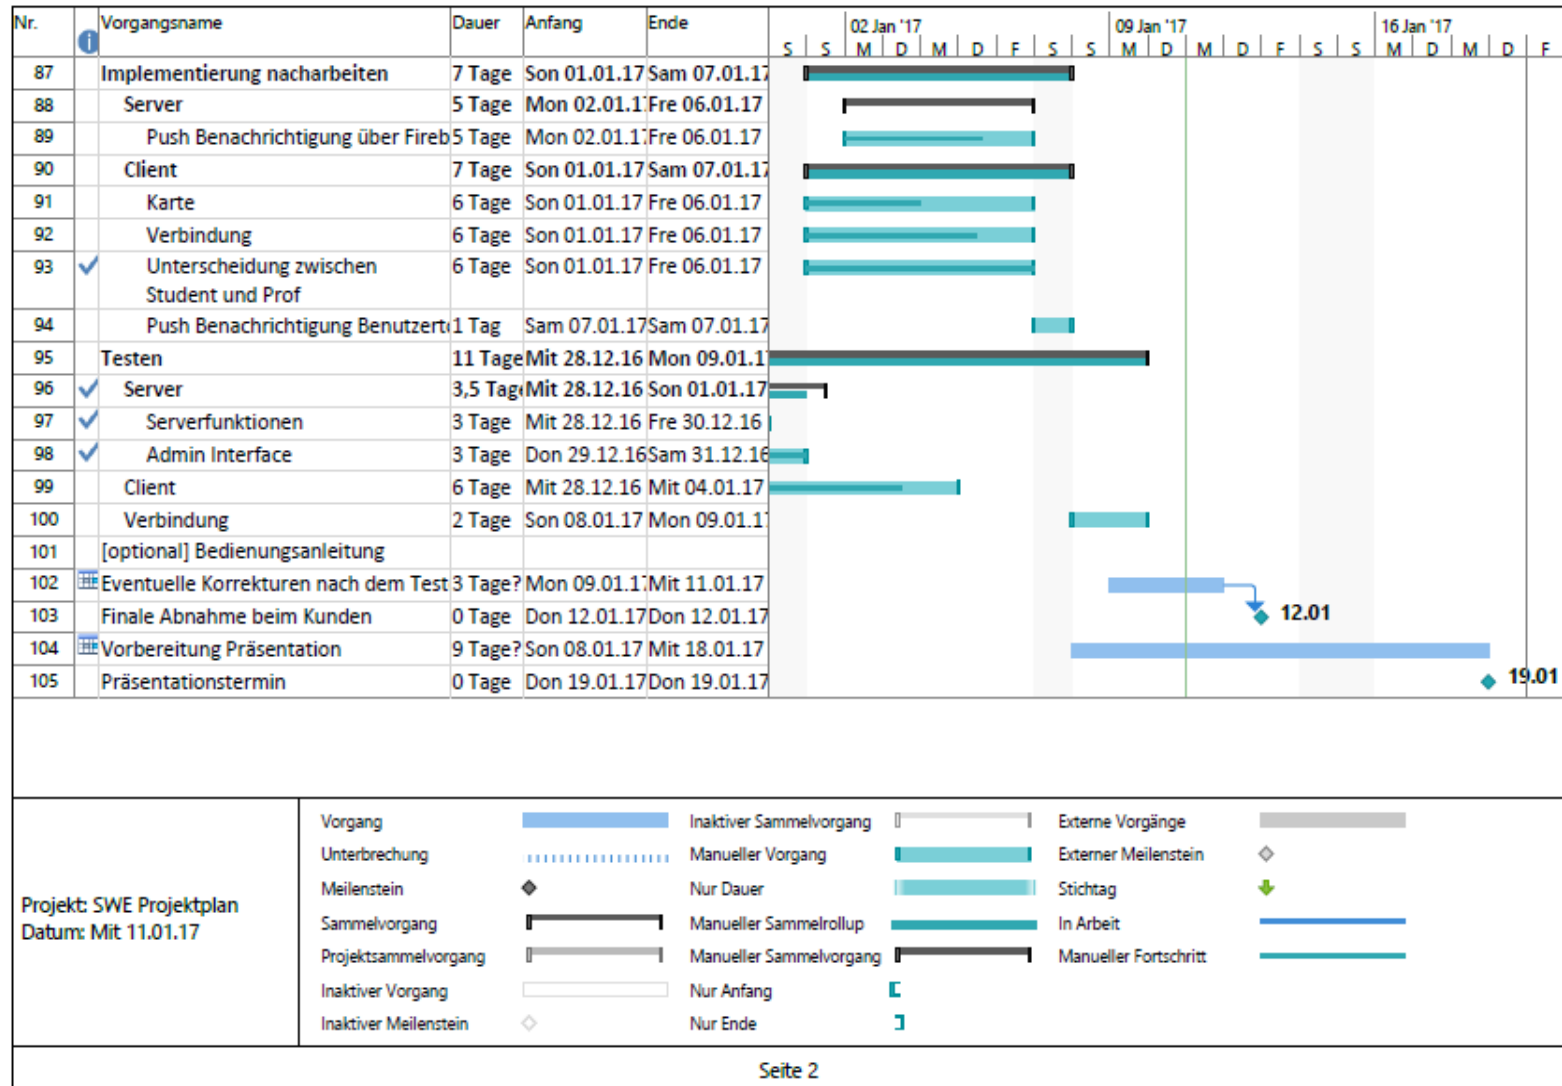 Nr. Vorgangsname Dauer Anfang Ende 02 Jan '17 09 Jan '17 16 Jan '17
S S M D M D F S S M D M D F S S M D M D F
87 Implementierung nacharbeiten 7 Tage Son 01.01.17 Sam 07.01.17
88 Server 5 Tage Mon 02.01.17 Fre 06.01.17
89 Push Benachrichtigung über Fireb 5 Tage Mon 02.01.17 Fre 06.01.17
90 Client 7 Tage Son 01.01.17 Sam 07.01.17
91 Karte 6 Tage Son 01.01.17 Fre 06.01.17
92 Verbindung 6 Tage Son 01.01.17 Fre 06.01.17
93 Unterscheidung zwischen 6 Tage Son 01.01.17 Fre 06.01.17
Student und Prof
94 Push Benachrichtigung Benutzerte 1 Tag Sam 07.01.17 Sam 07.01.17
95 Testen 11 Tage Mit 28.12.16 Mon 09.01.1
96 Server 3,5 Tage Mit 28.12.16 Son 01.01.17
97 Serverfunktionen 3 Tage Mit 28.12.16 Fre 30.12.16
98 Admin Interface 3 Tage Don 29.12.16 Sam 31.12.16
99 Client 6 Tage Mit 28.12.16 Mit 04.01.17
100 Verbindung 2 Tage Son 08.01.17 Mon 09.01.1
101 [optional] Bedienungsanleitung
102 Eventuelle Korrekturen nach dem Test 3 Tage? Mon 09.01.17 Mit 11.01.17
103 Finale Abnahme beim Kunden 0 Tage Don 12.01.17 Don 12.01.17 12.01
104 Vorbereitung Präsentation 9 Tage? Son 08.01.17 Mit 18.01.17
105 Präsentationstermin 0 Tage Don 19.01.17 Don 19.01.17 19.01
Projekt: SWE Projektplan
Datum: Mit 11.01.17
Vorgang Inaktiver Sammelvorgang Externe Vorgänge
Unterbrechung Manueller Vorgang Externer Meilenstein
Meilenstein Nur Dauer Stichtag
Sammelvorgang Manueller Sammelrollup In Arbeit
Projektsammelvorgang Manueller Sammelvorgang Manueller Fortschritt
Inaktiver Vorgang Nur Anfang
Inaktiver Meilenstein Nur Ende
Seite 2